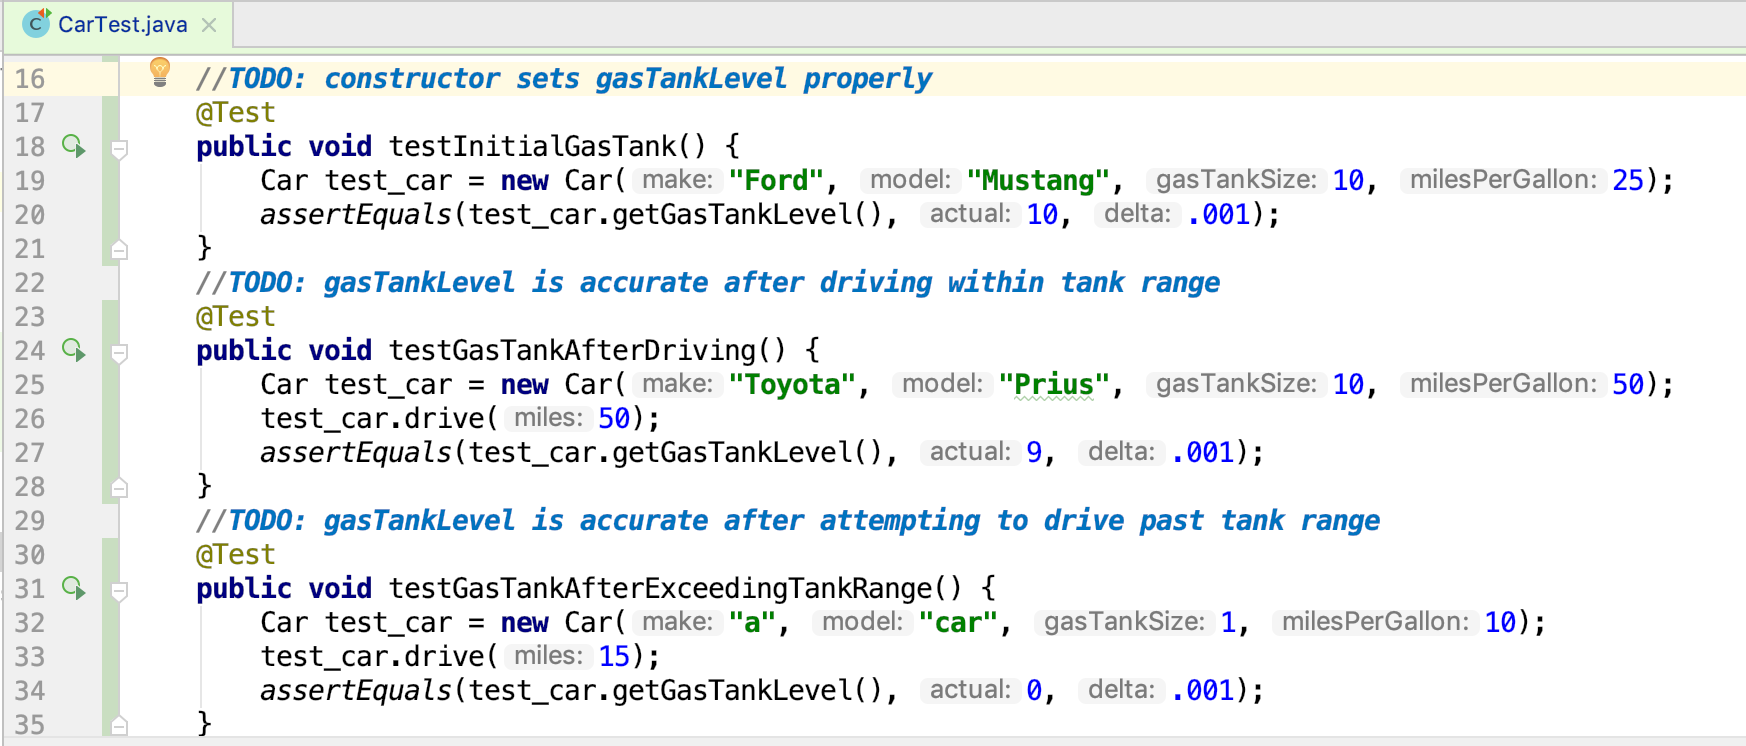 C CarTest.java
16 //TODO: constructor sets gasTankLevel properly
17 @Test
18 public void testInitialGasTank() {
19 Car test_car = new Car( make: "Ford", model: "Mustang", gasTankSize: 10, milesPerGallon: 25);
20 assertEquals(test_car.getGasTankLevel(), actual: 10, delta: .001);
21 }
22 //TODO: gasTankLevel is accurate after driving within tank range
23 @Test
24 public void testGasTankAfterDriving() {
25 Car test_car = new Car( make: "Toyota", model: "Prius", gasTankSize: 10, milesPerGallon: 50);
26 test_car.drive( miles: 50);
27 assertEquals(test_car.getGasTankLevel(), actual: 9, delta: .001);
28 }
29 //TODO: gasTankLevel is accurate after attempting to drive past tank range
30 @Test
31 public void testGasTankAfterExceedingTankRange() {
32 Car test_car = new Car( make: "a", model: "car", gasTankSize: 1, milesPerGallon: 10);
33 test_car.drive( miles: 15);
34 assertEquals(test_car.getGasTankLevel(), actual: 0, delta: .001);
35 }